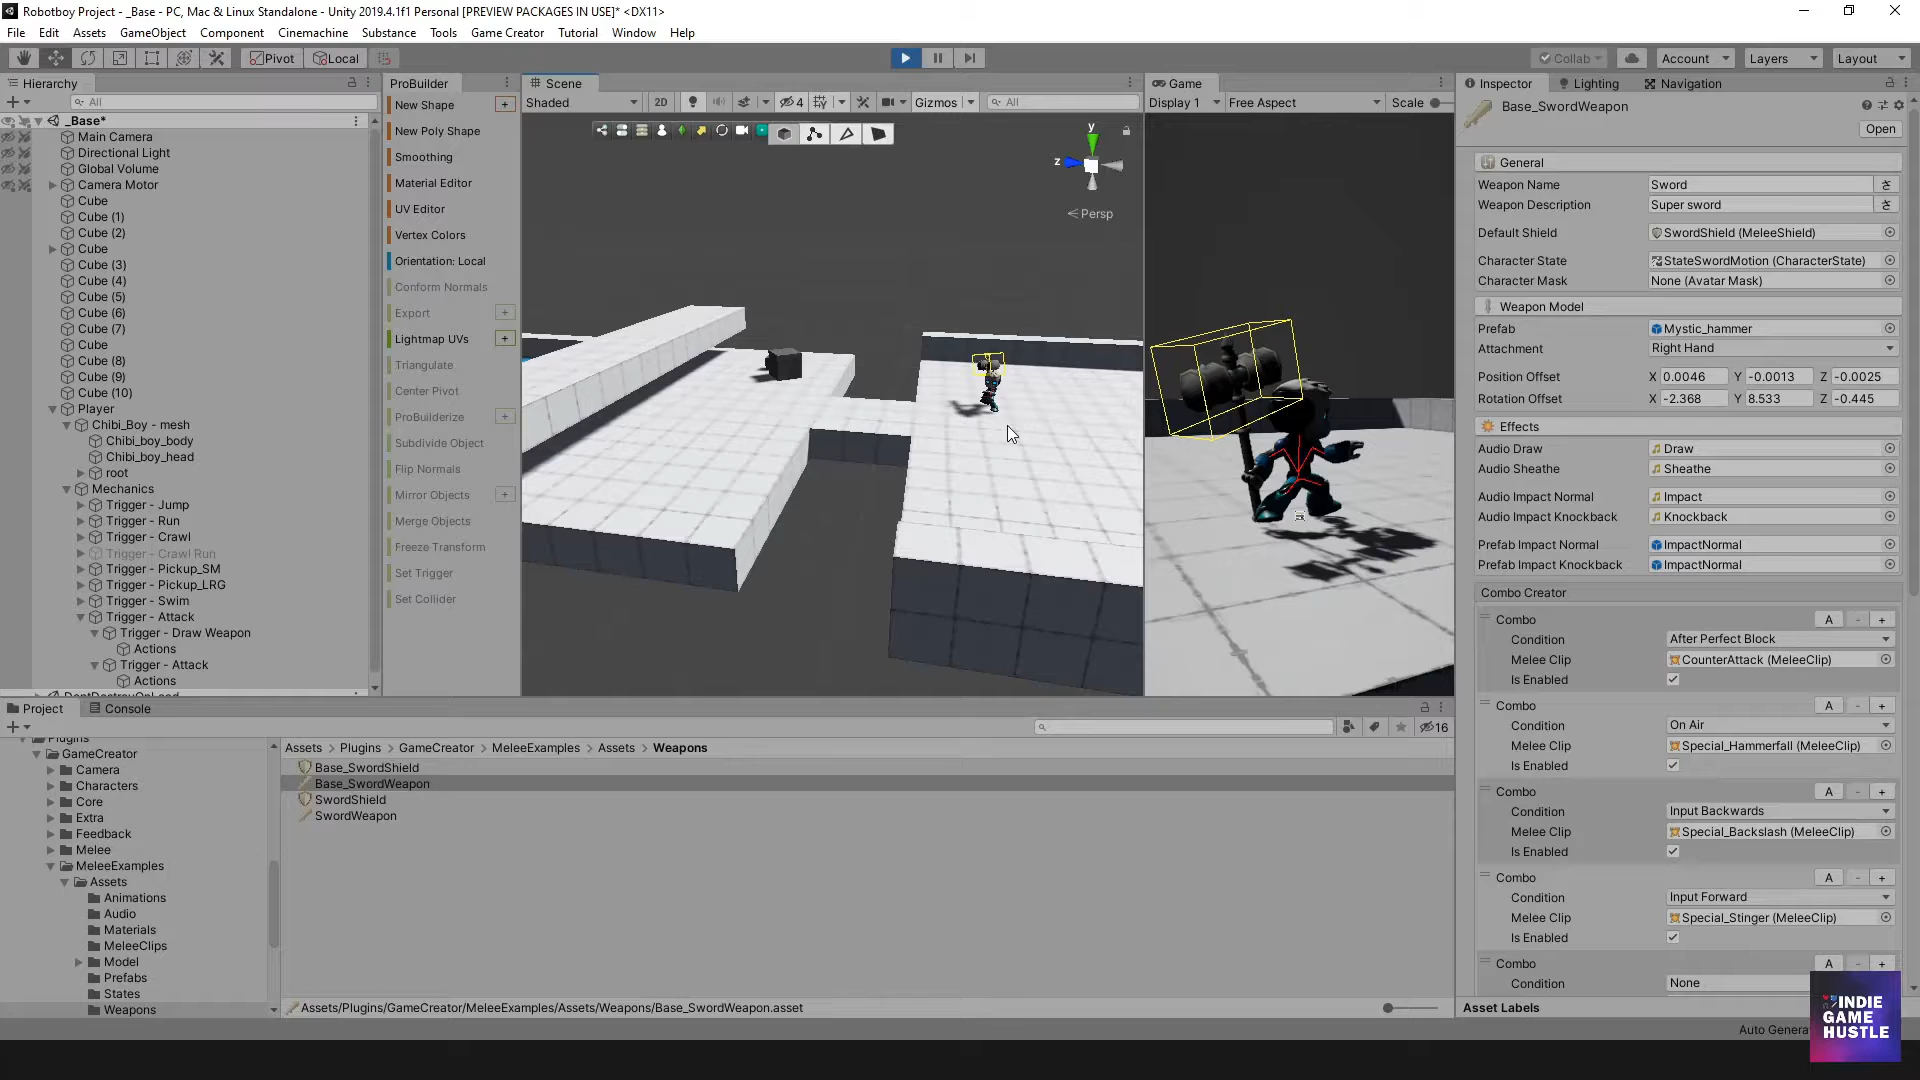 Robotboy Project - _Base - PC, Mac & Linux Standalone - Unity 2019.4.1f1 Personal [PREVIEW PACKAGES IN USE]* <DX11>
File Edit Assets GameObject Component Cinemachine Substance Tools Game Creator Tutorial Window Help
Pivot Local Collab Account Layers Layout
Hierarchy
All
_Base*
Main Camera
Directional Light
Global Volume
Camera Motor
Cube
Cube (1)
Cube (2)
Cube
Cube (3)
Cube (4)
Cube (5)
Cube (6)
Cube (7)
Cube
Cube (8)
Cube (9)
Cube (10)
Player
Chibi_Boy - mesh
Chibi_boy_body
Chibi_boy_head
root
Mechanics
Trigger - Jump
Trigger - Run
Trigger - Crawl
Trigger - Crawl Run
Trigger - Pickup_SM
Trigger - Pickup_LRG
Trigger - Swim
Trigger - Attack
Trigger - Draw Weapon
Actions
Trigger - Attack
Actions
DontDestroyOnLoad
ProBuilder
New Shape +
New Poly Shape
Smoothing
Material Editor
UV Editor
Vertex Colors
Orientation: Local
Conform Normals
Export +
Lightmap UVs +
Triangulate
Center Pivot
ProBuilderize +
Subdivide Object
Flip Normals
Mirror Objects +
Merge Objects
Freeze Transform
Set Trigger
Set Collider
Scene
Shaded 2D 4 Gizmos All
y
z
Persp
Game
Display 1 Free Aspect Scale
Inspector Lighting Navigation
Base_SwordWeapon
Open
General
Weapon Name Sword さ
Weapon Description Super sword さ
Default Shield SwordShield (MeleeShield)
Character State StateSwordMotion (CharacterState)
Character Mask None (Avatar Mask)
Weapon Model
Prefab Mystic_hammer
Attachment Right Hand
Position Offset X 0.0046 Y -0.0013 Z -0.0025
Rotation Offset X -2.368 Y 8.533 Z -0.445
Effects
Audio Draw Draw
Audio Sheathe Sheathe
Audio Impact Normal Impact
Audio Impact Knockback Knockback
Prefab Impact Normal ImpactNormal
Prefab Impact Knockback ImpactNormal
Combo Creator
Combo A - +
Condition After Perfect Block
Melee Clip CounterAttack (MeleeClip)
Is Enabled
Combo A - +
Condition On Air
Melee Clip Special_Hammerfall (MeleeClip)
Is Enabled
Combo A - +
Condition Input Backwards
Melee Clip Special_Backslash (MeleeClip)
Is Enabled
Combo A - +
Condition Input Forward
Melee Clip Special_Stinger (MeleeClip)
Is Enabled
Combo A - +
Condition None
Asset Labels
Project Console
16
Plugins
GameCreator
Camera
Characters
Core
Extra
Feedback
Melee
MeleeExamples
Assets
Animations
Audio
Materials
MeleeClips
Model
Prefabs
States
Weapons
Assets > Plugins > GameCreator > MeleeExamples > Assets > Weapons
Base_SwordShield
Base_SwordWeapon
SwordShield
SwordWeapon
Assets/Plugins/GameCreator/MeleeExamples/Assets/Weapons/Base_SwordWeapon.asset
Auto Genera
INDIE
GAME
HUSTLE